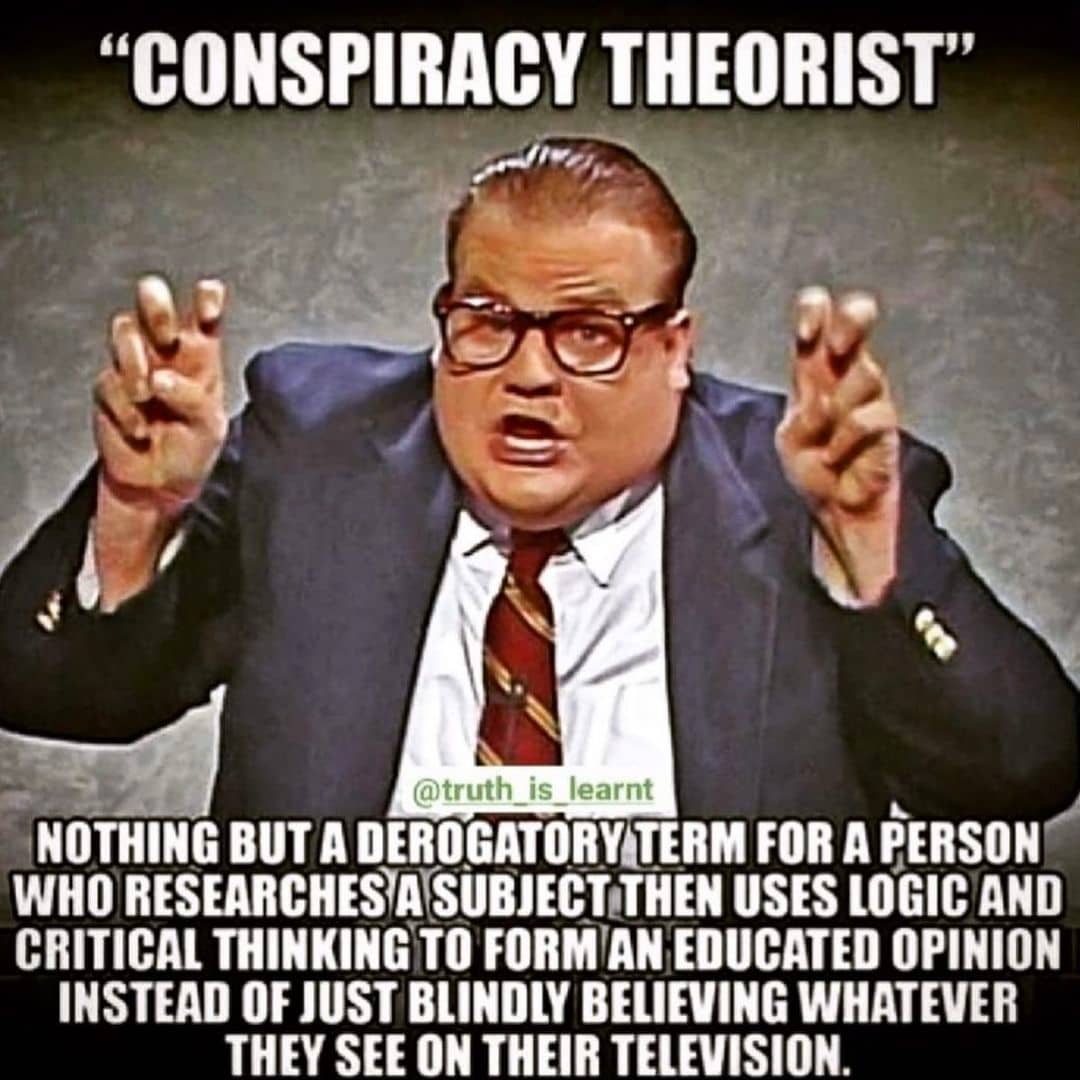 “CONSPIRACY THEORIST”
@truth_is_learnt
NOTHING BUT A DEROGATORY TERM FOR A PERSON
WHO RESEARCHES A SUBJECT THEN USES LOGIC AND
CRITICAL THINKING TO FORM AN EDUCATED OPINION
INSTEAD OF JUST BLINDLY BELIEVING WHATEVER
THEY SEE ON THEIR TELEVISION.